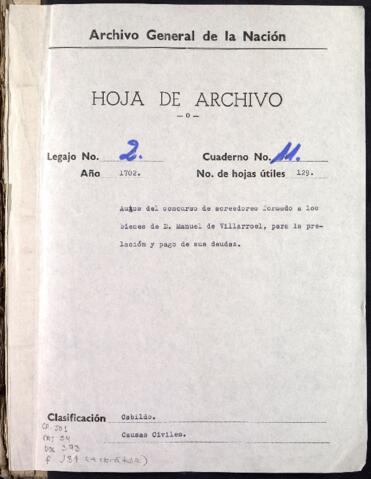 Archivo General de la Nación
HOJA DE ARCHIVO
— o —
Legajo No. 2. Cuaderno No. 11.
Año 1702. No. de hojas útiles 129.
Autos del concurso de acreedores formado a los
bienes de D. Manuel de Villarroel, para la pre-
lación y pago de sus deudas.
Clasificación Cabildo.
Causas Civiles.